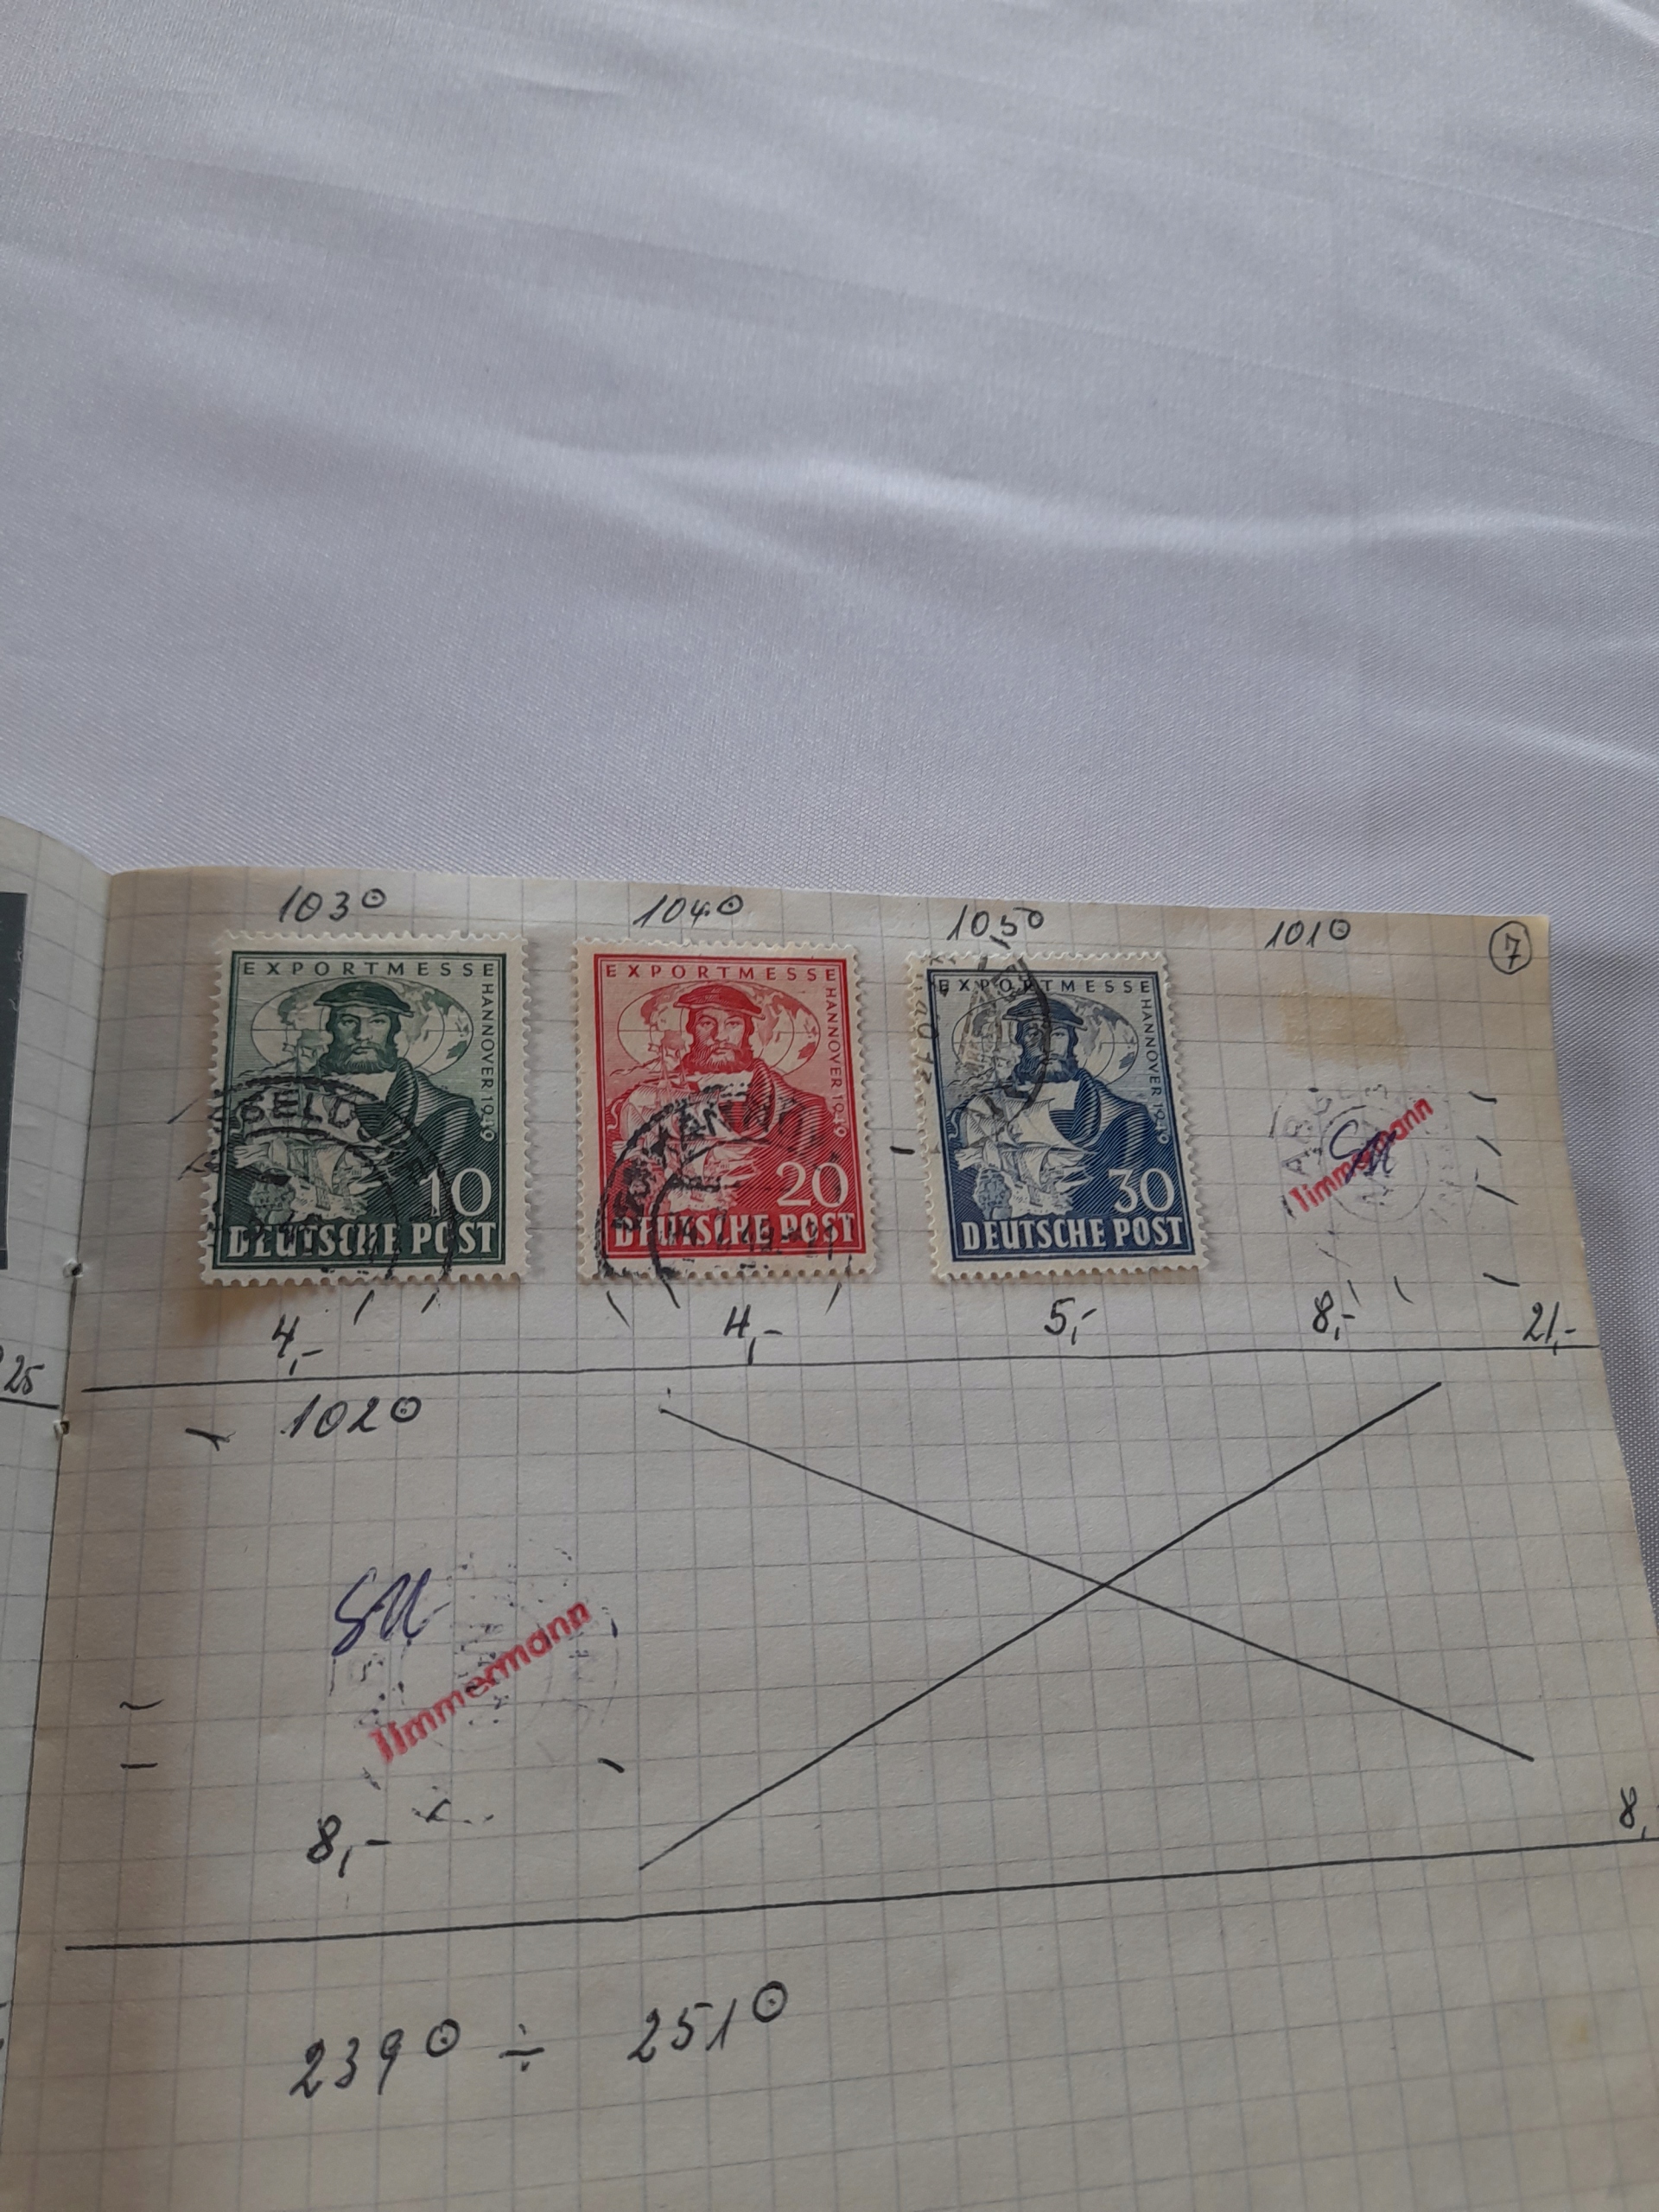 103⊙ 104⊙ 105⊙ 101⊙ 7
EXPORTMESSE
HANNOVER 1949
10
DEUTSCHE POST
EXPORTMESSE
HANNOVER 1949
20
DEUTSCHE POST
EXPORTMESSE
HANNOVER 1949
30
DEUTSCHE POST
Zimmermann
4,- 4,- 5,- 8,- 21,-
25
102⊙
Zimmermann
8,-
8,
239⊙ ÷ 251⊙